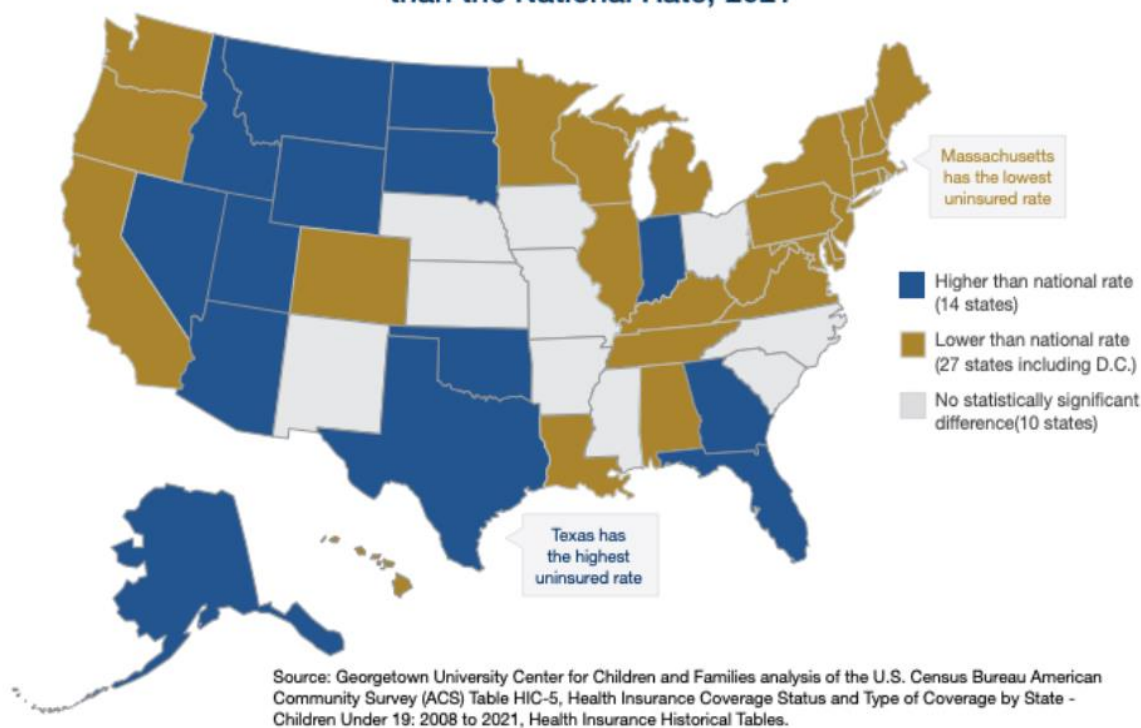 than the National Rate, 2021
Massachusetts
has the lowest
uninsured rate
Higher than national rate
(14 states)
Lower than national rate
(27 states including D.C.)
No statistically significant
difference(10 states)
Texas has
the highest
uninsured rate
Source: Georgetown University Center for Children and Families analysis of the U.S. Census Bureau American
Community Survey (ACS) Table HIC-5, Health Insurance Coverage Status and Type of Coverage by State -
Children Under 19: 2008 to 2021, Health Insurance Historical Tables.